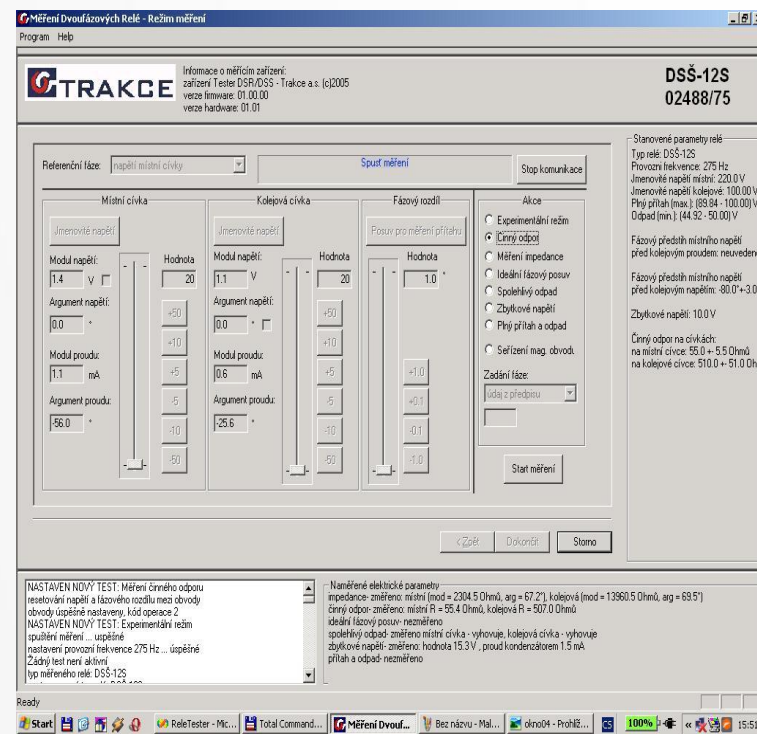 Měření Dvoufázových Relé - Režim měření
Program Help
TRAKCE
Informace o měřícím zařízení:
zařízení Tester DSR/DSS - Trakce a.s. (c)2005
verze firmware: 01.00.00
verze hardware: 01.01
DSŠ-12S
02488/75
Referenční fáze: napětí místní cívky
Spusť měření
Stop komunikace
Místní cívka
Jmenovité napětí
Modul napětí:
1.4 V
Argument napětí:
0.0 °
Modul proudu:
1.1 mA
Argument proudu:
-56.0 °
Hodnota
20
+50
+10
+5
-5
-10
-50
Kolejová cívka
Jmenovité napětí
Modul napětí:
1.1 V
Argument napětí:
0.0 °
Modul proudu:
0.6 mA
Argument proudu:
-25.6 °
Hodnota
20
+50
+10
+5
-5
-10
-50
Fázový rozdíl
Posuv pro měření přítahu
Hodnota
1.0 °
+1.0
+0.1
-0.1
-1.0
Akce
Experimentální režim
Činný odpor
Měření impedance
Ideální fázový posuv
Spolehlivý odpad
Zbytkové napětí
Plný přítah a odpad
Seřízení mag. obvodu
Zadání fáze:
údaj z předpisu
Start měření
< Zpět
Dokončit
Storno
Stanovené parametry relé
Typ relé: DSŠ-12S
Provozní frekvence: 275 Hz
Jmenovité napětí místní: 220.0 V
Jmenovité napětí kolejové: 100.00 V
Plný přítah (max.): (89.84 - 100.00) V
Odpad (min.): (44.92 - 50.00) V
Fázový předstih místního napětí
před kolejovým proudem: neuvedeno
Fázový předstih místního napětí
před kolejovým napětím: -80.0°+-3.0
Zbytkové napětí: 10.0 V
Činný odpor na cívkách:
na místní cívce: 55.0 +- 5.5 Ohmů
na kolejové cívce: 510.0 +- 51.0 Oh
NASTAVEN NOVÝ TEST: Měření činného odporu
resetování napětí a fázového rozdílu mezi obvody
obvody úspěšně nastaveny, kód operace 2
NASTAVEN NOVÝ TEST: Experimentální režim
spuštění měření ... uspěšné
nastavení provozní frekvence 275 Hz ... úspěšné
Žádný test není aktivní
typ měřeného relé: DSŠ-12S
Naměřené elektrické parametry
impedance- změřeno: místní (mod = 2304.5 Ohmů, arg = 67.2°), kolejová (mod = 13960.5 Ohmů, arg = 69.5°)
činný odpor- změřeno: místní R = 55.4 Ohmů, kolejová R = 507.0 Ohmů
ideální fázový posuv- nezměřeno
spolehlivý odpad- změřeno místní cívka - vyhovuje, kolejová cívka - vyhovuje
zbytkové napětí- změřeno: hodnota 15.3 V , proud kondenzátorem 1.5 mA
přítah a odpad- nezměřeno
Ready
Start
ReleTester - Mic...
Total Command...
Měření Dvouf...
Bez názvu - Mal...
okno04 - Prohlíž...
CS
100%
15:51